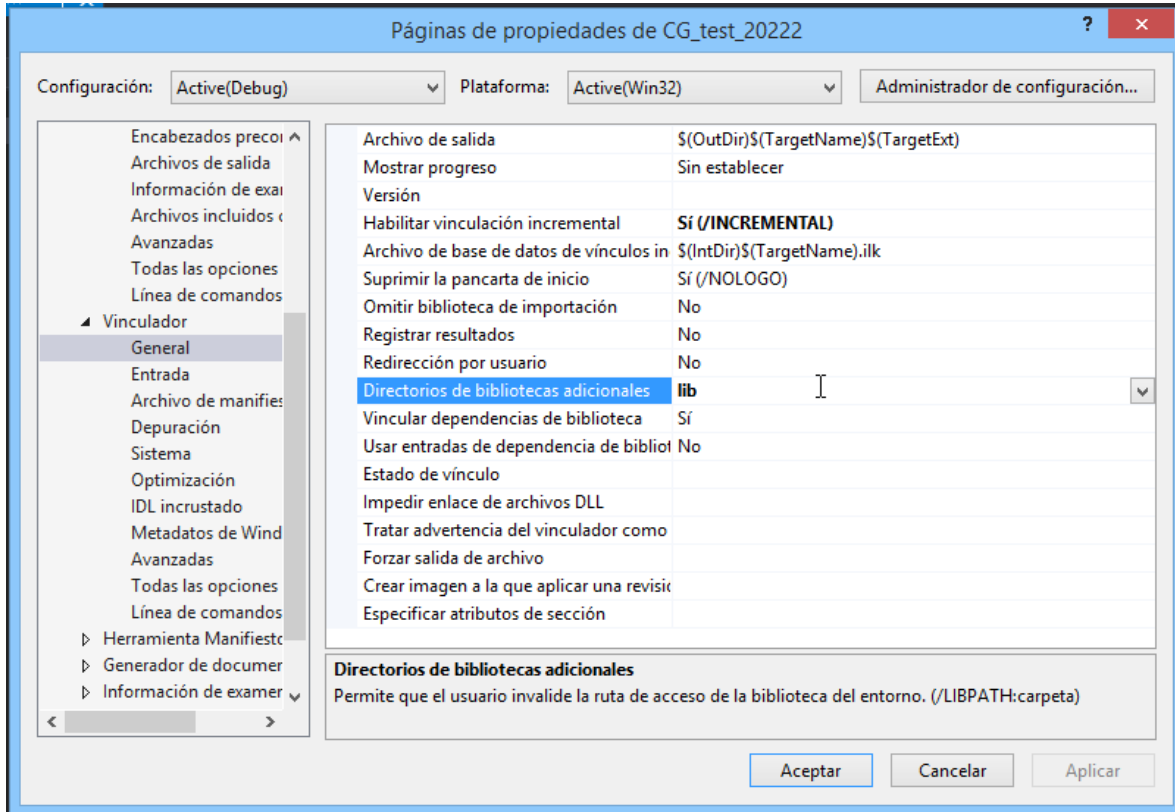 Páginas de propiedades de CG_test_20222
? ×
Configuración: Active(Debug) Plataforma: Active(Win32) Administrador de configuración...
Encabezados precor
Archivos de salida
Información de exar
Archivos incluidos
Avanzadas
Todas las opciones
Línea de comandos
Vinculador
General
Entrada
Archivo de manifies
Depuración
Sistema
Optimización
IDL incrustado
Metadatos de Wind
Avanzadas
Todas las opciones
Línea de comandos
Herramienta Manifiesto
Generador de documer
Información de examer
Archivo de salida $(OutDir)$(TargetName)$(TargetExt)
Mostrar progreso Sin establecer
Versión
Habilitar vinculación incremental Sí (/INCREMENTAL)
Archivo de base de datos de vínculos in $(IntDir)$(TargetName).ilk
Suprimir la pancarta de inicio Sí (/NOLOGO)
Omitir biblioteca de importación No
Registrar resultados No
Redirección por usuario No
Directorios de bibliotecas adicionales lib
Vincular dependencias de biblioteca Sí
Usar entradas de dependencia de bibliot No
Estado de vínculo
Impedir enlace de archivos DLL
Tratar advertencia del vinculador como
Forzar salida de archivo
Crear imagen a la que aplicar una revisió
Especificar atributos de sección
Directorios de bibliotecas adicionales
Permite que el usuario invalide la ruta de acceso de la biblioteca del entorno. (/LIBPATH:carpeta)
Aceptar Cancelar Aplicar